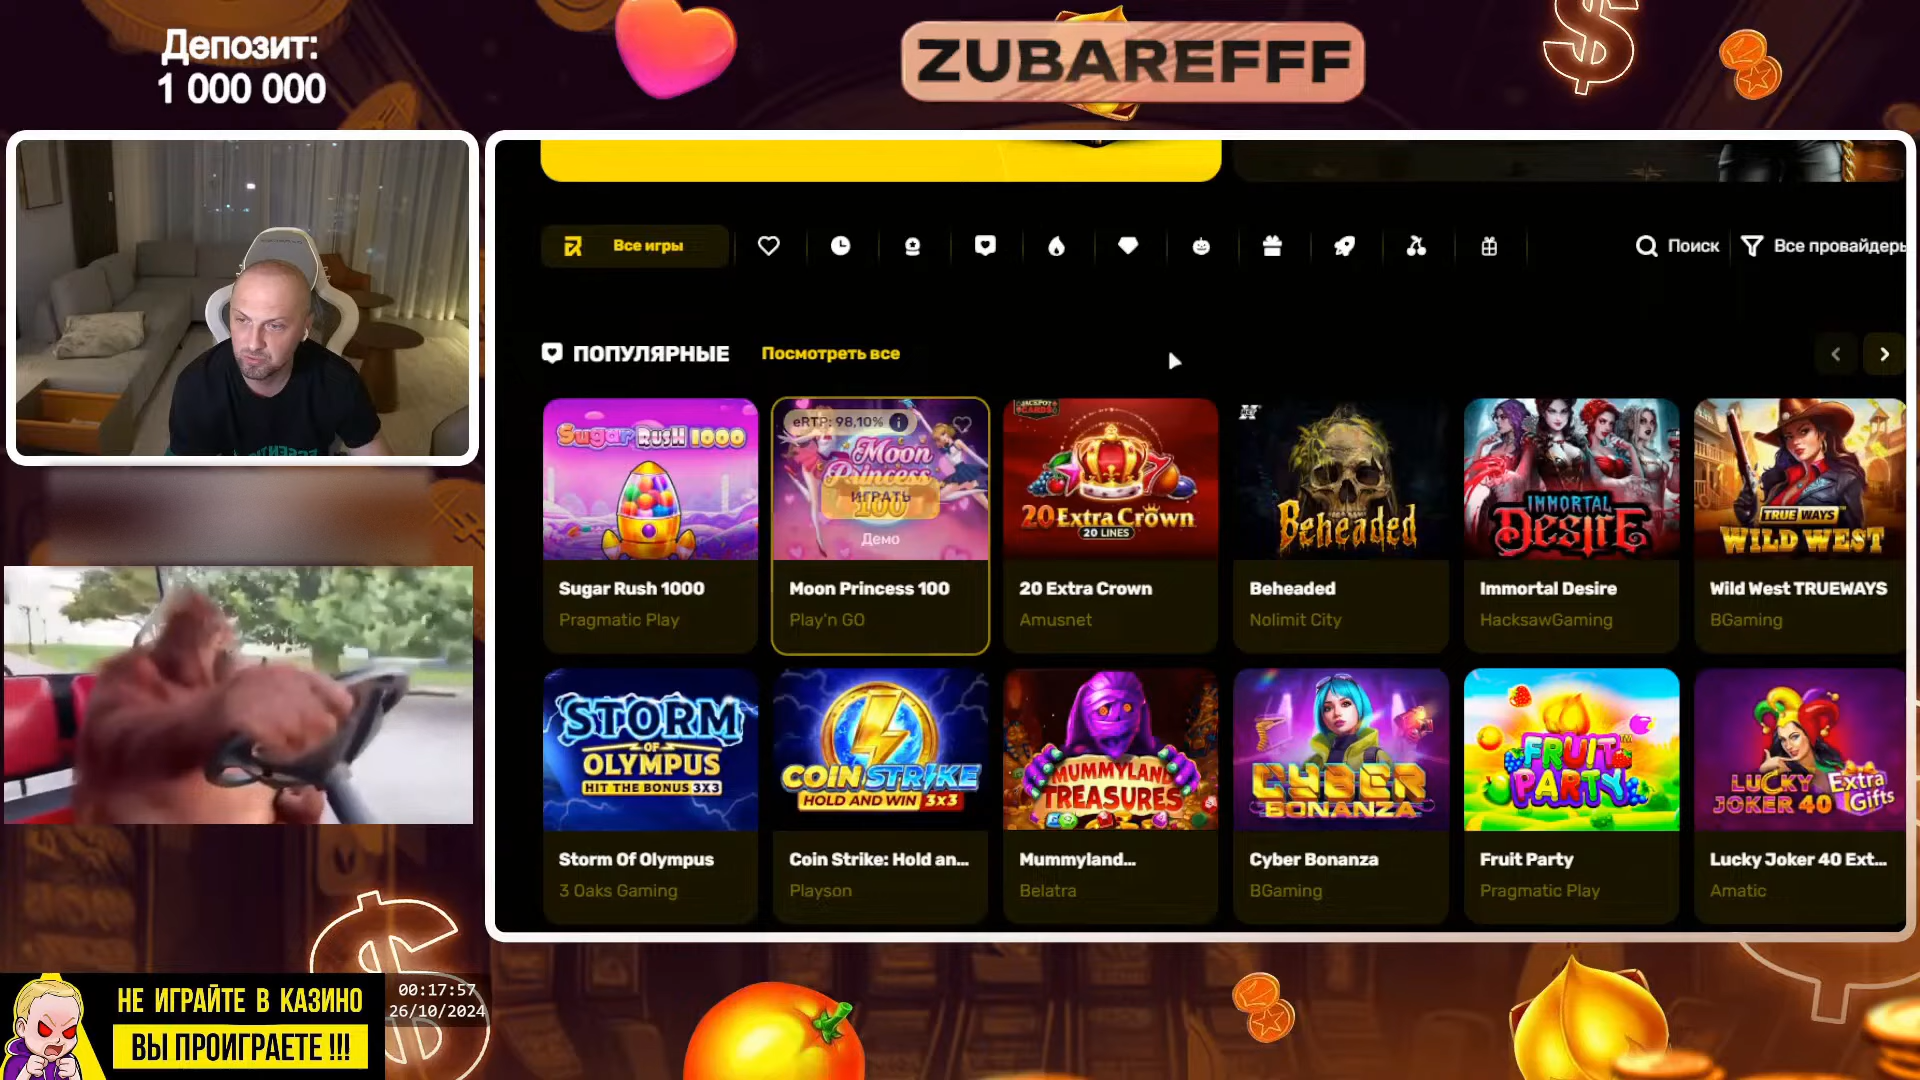 Депозит:
1 000 000
ZUBAREFFF
Все игры
Поиск
Все провайдеры
ПОПУЛЯРНЫЕ
Посмотреть все
Sugar RUSH 1000
eRTP: 98,10%
Moon
Princess
100
ИГРАТЬ
Демо
JACKPOT
CARDS
20 Extra Crown
20 LINES
Beheaded
IMMORTAL
DESIRE
TRUE WAYS
WILD WEST
Sugar Rush 1000
Moon Princess 100
20 Extra Crown
Beheaded
Immortal Desire
Wild West TRUEWAYS
Pragmatic Play
Play'n GO
Amusnet
Nolimit City
HacksawGaming
BGaming
STORM
OF
OLYMPUS
HIT THE BONUS 3X3
COIN STRIKE
HOLD AND WIN 3X3
MUMMYLAND
TREASURES
CYBER
BONANZA
FRUIT
PARTY
LUCKY
JOKER 40
Extra
Gifts
Storm Of Olympus
Coin Strike: Hold an...
Mummyland...
Cyber Bonanza
Fruit Party
Lucky Joker 40 Ext...
3 Oaks Gaming
Playson
Belatra
BGaming
Pragmatic Play
Amatic
НЕ ИГРАЙТЕ В КАЗИНО
ВЫ ПРОИГРАЕТЕ !!!
00:17:57
26/10/2024